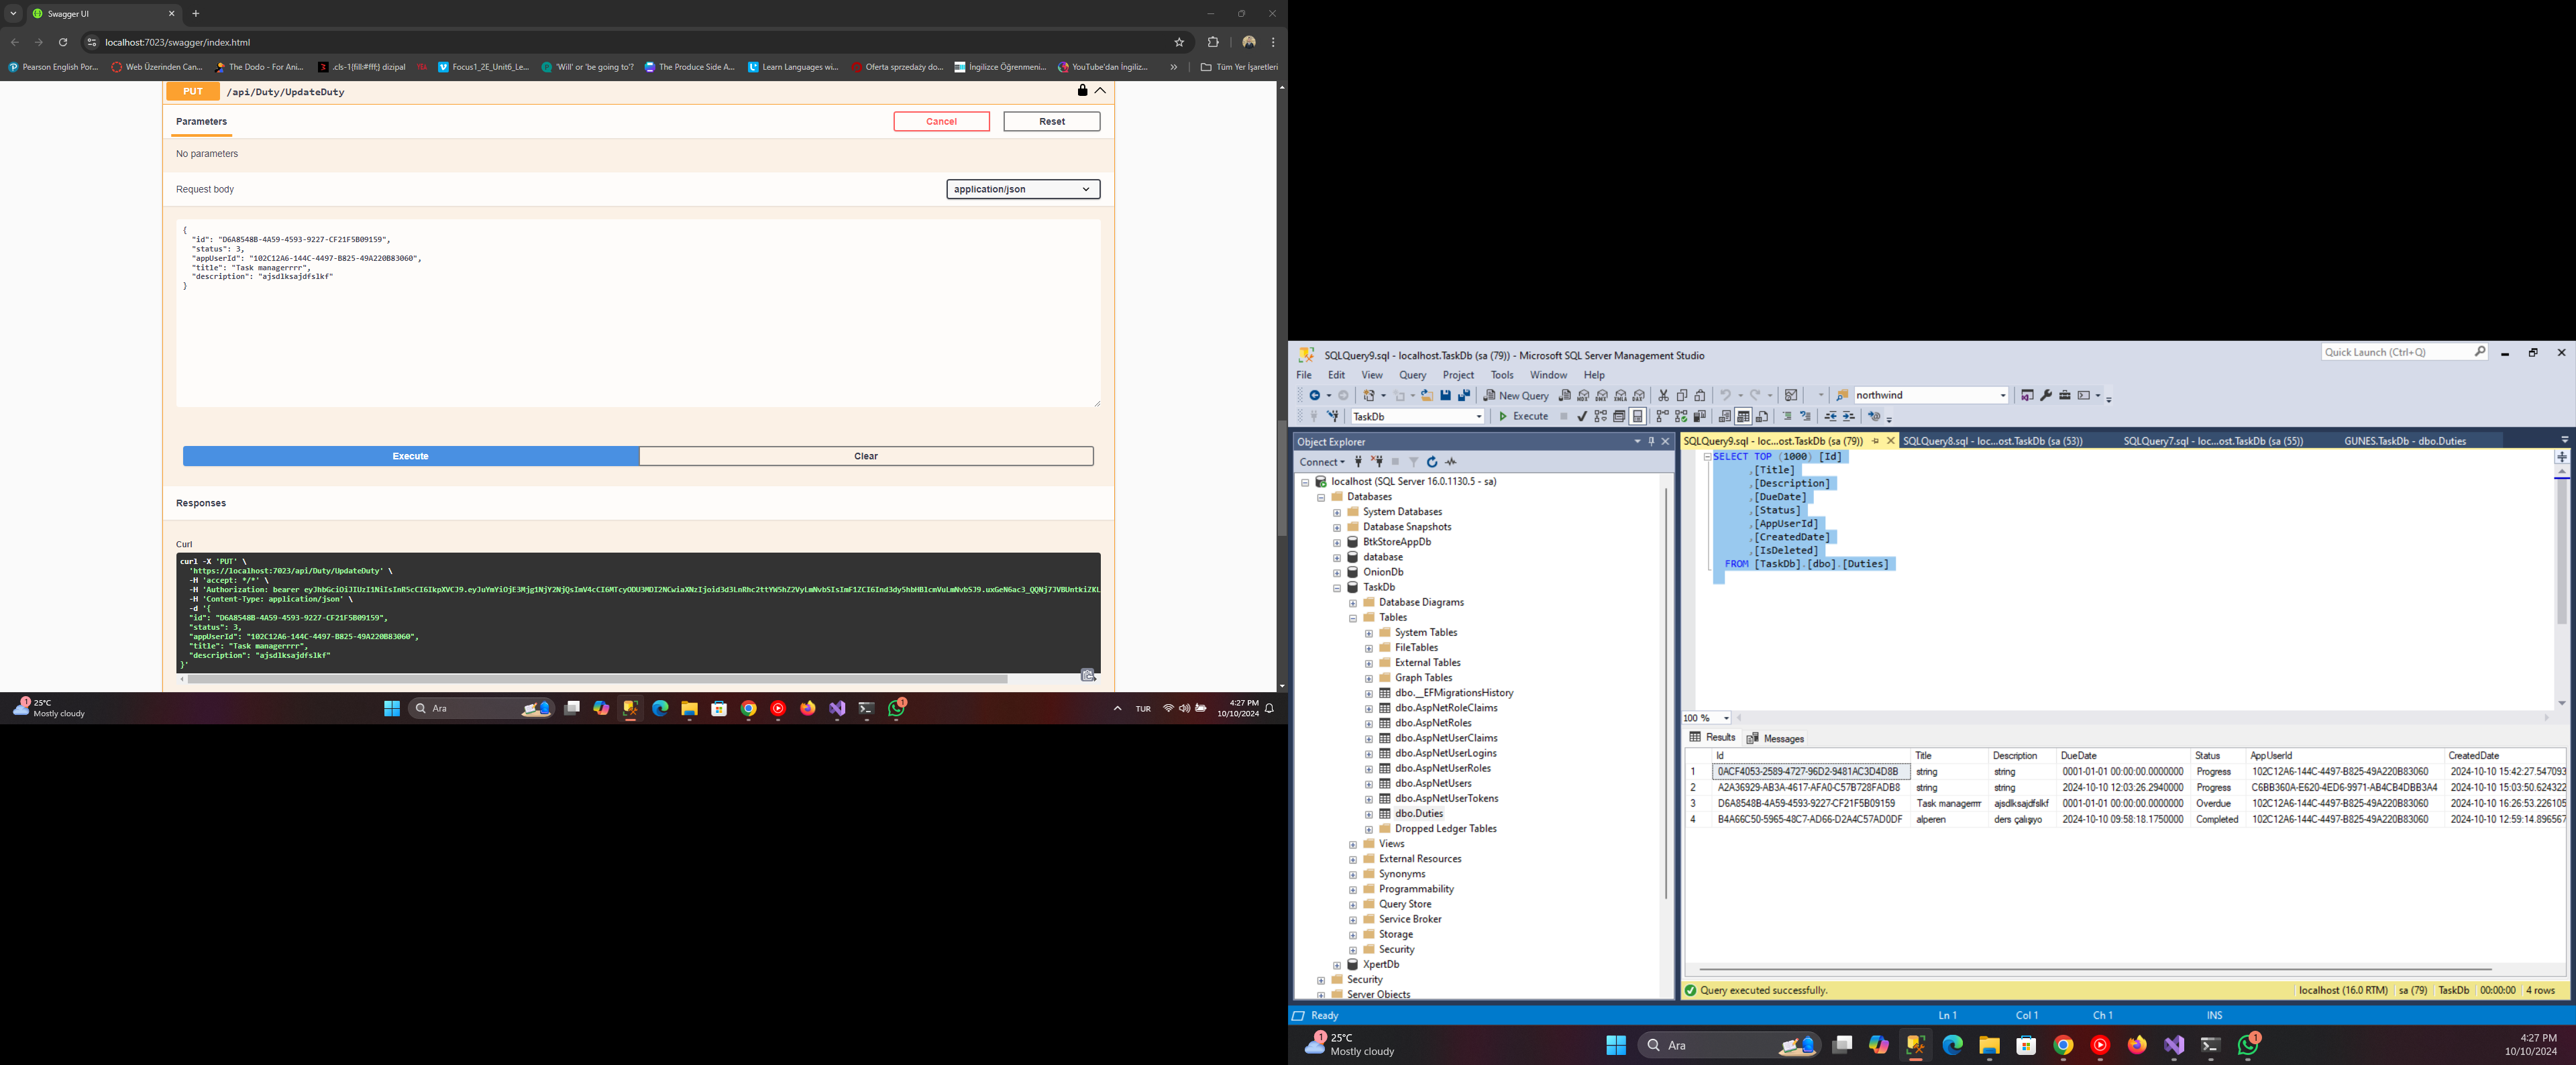 Swagger UI
localhost:7023/swagger/index.html
Pearson English Por...
Web Üzerinden Can...
The Dodo - For Ani...
.cls-1{fill:#fff;} dizipal
Focus1_2E_Unit6_Le...
'Will' or 'be going to'?
The Produce Side A...
Learn Languages wi...
Oferta sprzedaży do...
İngilizce Öğrenmeni...
YouTube'dan İngiliz...
»
Tüm Yer İşaretleri
PUT /api/Duty/UpdateDuty
Parameters
Cancel
Reset
No parameters
Request body
application/json
{
"id": "D6A8548B-4A59-4593-9227-CF21F5B09159",
"status": 3,
"appUserId": "102C12A6-144C-4497-B825-49A220B83060",
"title": "Task managerrrr",
"description": "ajsdlksajdfslkf"
}
Execute
Clear
Responses
Curl
curl -X 'PUT' \
'https://localhost:7023/api/Duty/UpdateDuty' \
-H 'accept: */*' \
-H 'Authorization: bearer
-H 'Content-Type: application/json' \
-d '{
"id": "D6A8548B-4A59-4593-9227-CF21F5B09159",
"status": 3,
"appUserId": "102C12A6-144C-4497-B825-49A220B83060",
"title": "Task managerrrr",
"description": "ajsdlksajdfslkf"
}'
1
25°C
Mostly cloudy
Ara
1
TUR
4:27 PM
10/10/2024
SQLQuery9.sql - localhost.TaskDb (sa (79)) - Microsoft SQL Server Management Studio
Quick Launch (Ctrl+Q)
File Edit View Query Project Tools Window Help
New Query
northwind
TaskDb
Execute
Object Explorer
Connect
localhost (SQL Server 16.0.1130.5 - sa)
Databases
System Databases
Database Snapshots
BtkStoreAppDb
database
OnionDb
TaskDb
Database Diagrams
Tables
System Tables
FileTables
External Tables
Graph Tables
dbo.__EFMigrationsHistory
dbo.AspNetRoleClaims
dbo.AspNetRoles
dbo.AspNetUserClaims
dbo.AspNetUserLogins
dbo.AspNetUserRoles
dbo.AspNetUsers
dbo.AspNetUserTokens
dbo.Duties
Dropped Ledger Tables
Views
External Resources
Synonyms
Programmability
Query Store
Service Broker
Storage
Security
XpertDb
Security
Server Objects
SQLQuery9.sql - loc...ost.TaskDb (sa (79))
SQLQuery8.sql - loc...ost.TaskDb (sa (53))
SQLQuery7.sql - loc...ost.TaskDb (sa (55))
GUNES.TaskDb - dbo.Duties
SELECT TOP (1000) [Id]
,[Title]
,[Description]
,[DueDate]
,[Status]
,[AppUserId]
,[CreatedDate]
,[IsDeleted]
FROM [TaskDb].[dbo].[Duties]
100 %
Results
Messages
Id Title Description DueDate Status AppUserId CreatedDate
1 0ACF4053-2589-4727-96D2-9481AC3D4D8B string string 0001-01-01 00:00:00.0000000 Progress 102C12A6-144C-4497-B825-49A220B83060 2024-10-10 15:42:27.547093
2 A2A36929-AB3A-4617-AFA0-C57B728FADB8 string string 2024-10-10 12:03:26.2940000 Progress C6BB360A-E620-4ED6-9971-AB4CB4DBB3A4 2024-10-10 15:03:50.624322
3 D6A8548B-4A59-4593-9227-CF21F5B09159 Task managerrrr ajsdlksajdfslkf 0001-01-01 00:00:00.0000000 Overdue 102C12A6-144C-4497-B825-49A220B83060 2024-10-10 16:26:53.226105
4 B4A66C50-5965-48C7-AD66-D2A4C57AD0DF alperen ders çalışıyo 2024-10-10 09:58:18.1750000 Completed 102C12A6-144C-4497-B825-49A220B83060 2024-10-10 12:59:14.896567
Query executed successfully.
localhost (16.0 RTM) sa (79) TaskDb 00:00:00 4 rows
Ready
Ln 1 Col 1 Ch 1 INS
1
25°C
Mostly cloudy
Ara
1
4:27 PM
10/10/2024